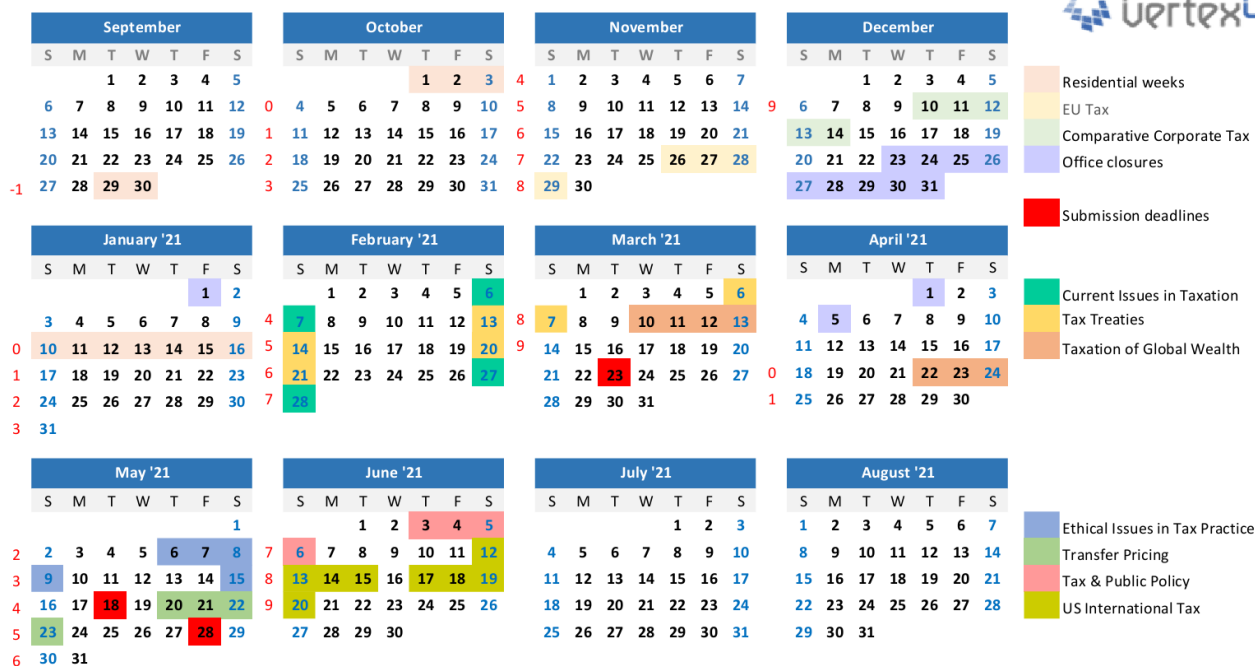 vertex
September October November December
S M T W T F S S M T W T F S S M T W T F S S M T W T F S
1 2 3 4 5 1 2 3 4 1 2 3 4 5 6 7 1 2 3 4 5 Residential weeks
6 7 8 9 10 11 12 0 4 5 6 7 8 9 10 5 8 9 10 11 12 13 14 9 6 7 8 9 10 11 12 EU Tax
13 14 15 16 17 18 19 1 11 12 13 14 15 16 17 6 15 16 17 18 19 20 21 13 14 15 16 17 18 19 Comparative Corporate Tax
20 21 22 23 24 25 26 2 18 19 20 21 22 23 24 7 22 23 24 25 26 27 28 20 21 22 23 24 25 26 Office closures
-1 27 28 29 30 3 25 26 27 28 29 30 31 8 29 30 27 28 29 30 31
Submission deadlines
January '21 February '21 March '21 April '21
S M T W T F S S M T W T F S S M T W T F S S M T W T F S
1 2 1 2 3 4 5 6 1 2 3 4 5 6 1 2 3 Current Issues in Taxation
3 4 5 6 7 8 9 4 7 8 9 10 11 12 13 8 7 8 9 10 11 12 13 4 5 6 7 8 9 10 Tax Treaties
0 10 11 12 13 14 15 16 5 14 15 16 17 18 19 20 9 14 15 16 17 18 19 20 11 12 13 14 15 16 17 Taxation of Global Wealth
1 17 18 19 20 21 22 23 6 21 22 23 24 25 26 27 21 22 23 24 25 26 27 0 18 19 20 21 22 23 24
2 24 25 26 27 28 29 30 7 28 28 29 30 31 1 25 26 27 28 29 30
3 31
May '21 June '21 July '21 August '21
S M T W T F S S M T W T F S S M T W T F S S M T W T F S
1 1 2 3 4 5 1 2 3 1 2 3 4 5 6 7 Ethical Issues in Tax Practice
2 2 3 4 5 6 7 8 7 6 7 8 9 10 11 12 4 5 6 7 8 9 10 8 9 10 11 12 13 14 Transfer Pricing
3 9 10 11 12 13 14 15 8 13 14 15 16 17 18 19 11 12 13 14 15 16 17 15 16 17 18 19 20 21 Tax & Public Policy
4 16 17 18 19 20 21 22 9 20 21 22 23 24 25 26 18 19 20 21 22 23 24 22 23 24 25 26 27 28 US International Tax
5 23 24 25 26 27 28 29 27 28 29 30 25 26 27 28 29 30 31 29 30 31
6 30 31